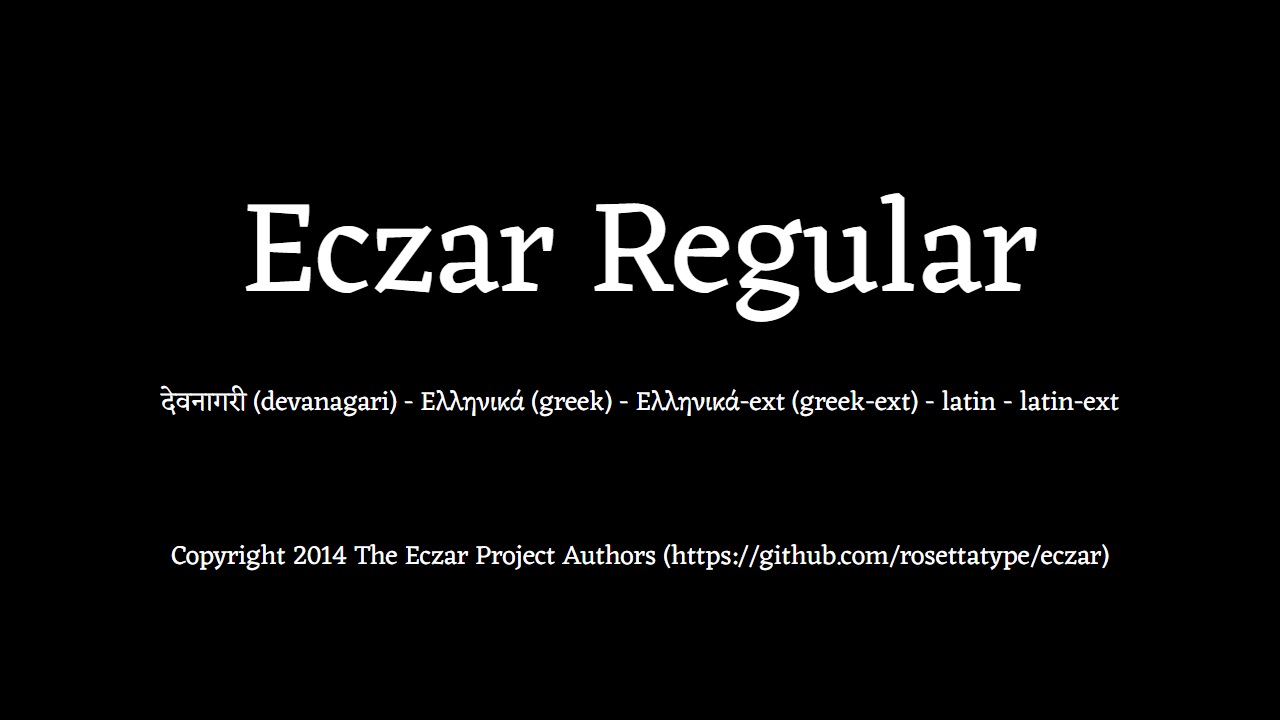 Eczar Regular
देवनागरी (devanagari) - Ελληνικά (greek) - Ελληνικά-ext (greek-ext) - latin - latin-ext
Copyright 2014 The Eczar Project Authors (https://github.com/rosettatype/eczar)